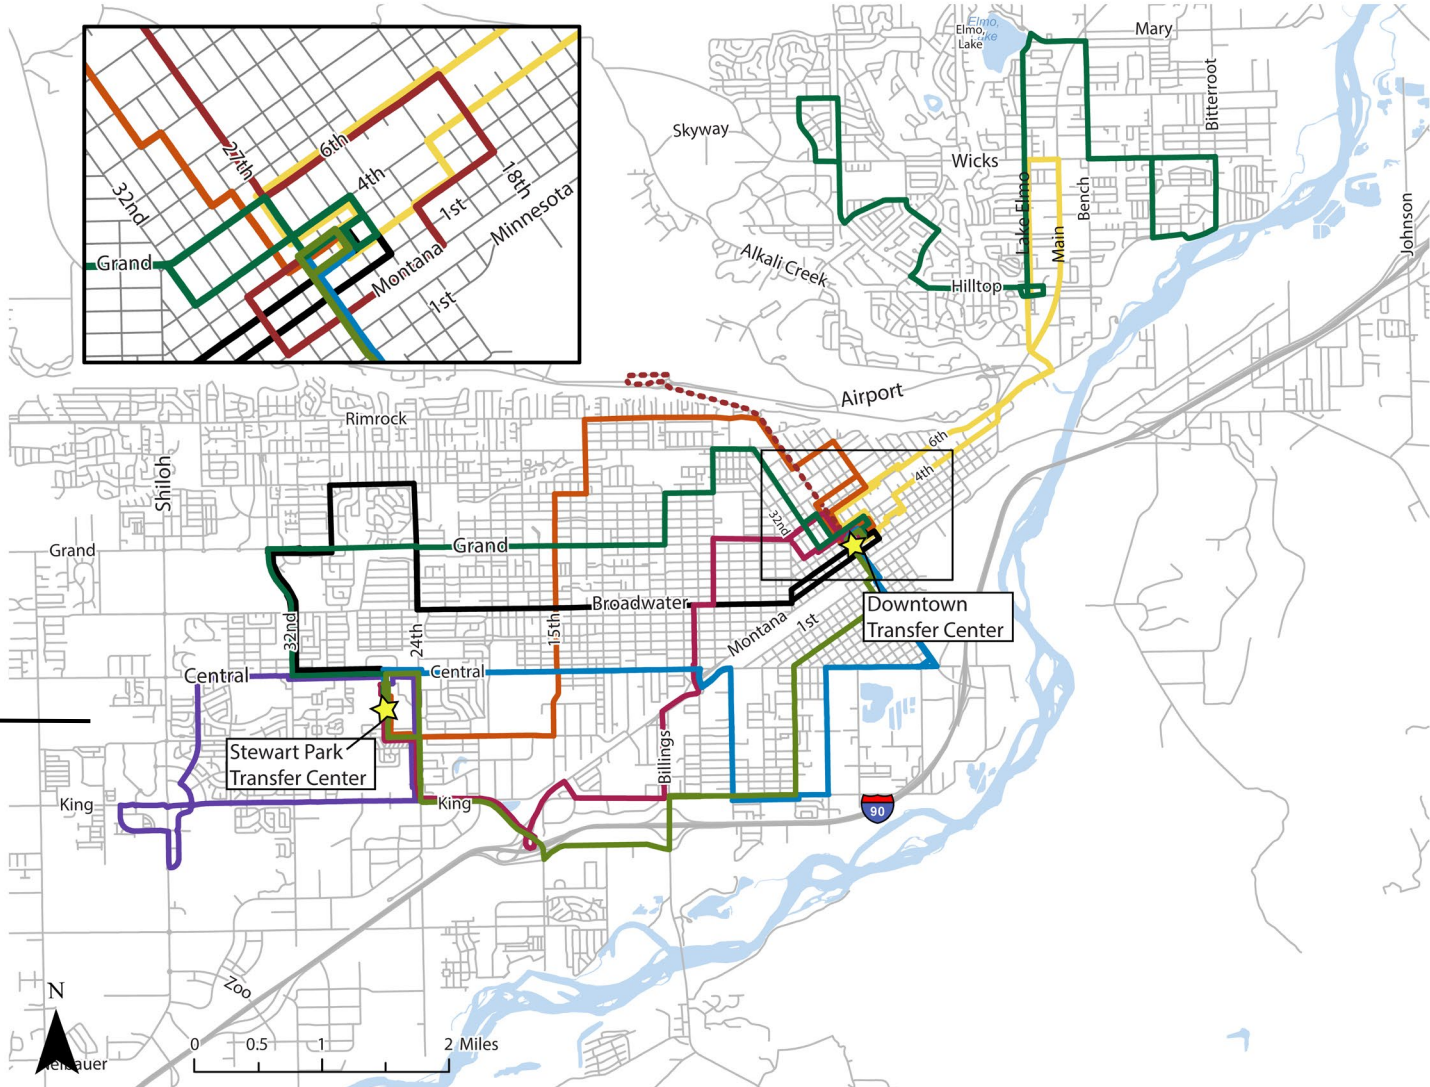 Elmo,
Lake
Elmo,
Lake
Mary
Bitterroot
Skyway
Wicks
Lake Elmo
Bench
Main
Johnson
Alkali Creek
Hilltop
27th
6th
4th
18th
1st
Minnesota
32nd
Grand
Montana
1st
Airport
Rimrock
6th
4th
Shiloh
32nd
Grand
Grand
Broadwater
Downtown
Transfer Center
32nd
24th
15th
Montana
1st
Central
Central
Stewart Park
Transfer Center
Billings
King
King
90
Zoo
N
0 0.5 1 2 Miles